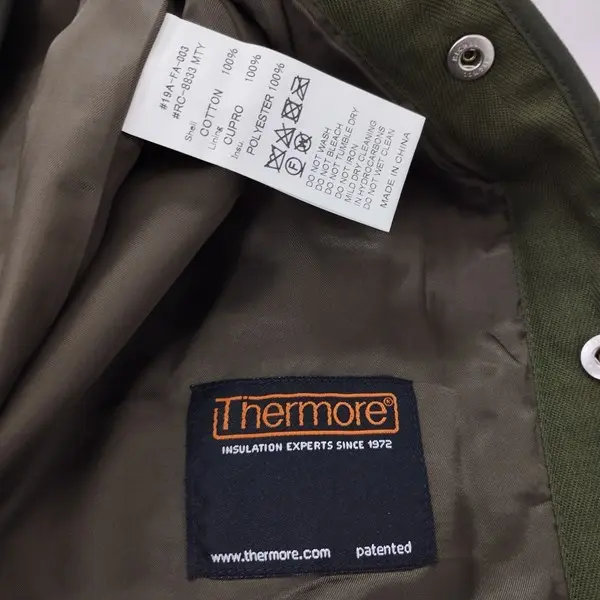 #19A-FA-003
#RC-8833 MTY
Shell
COTTON 100%
Lining
CUPRO 100%
Insu.
POLYESTER 100%
DO NOT WASH
DO NOT BLEACH
DO NOT TUMBLE DRY
DO NOT IRON
MILD DRY CLEANING
IN HYDROCARBONS
DO NOT WET CLEAN
MADE IN CHINA
Thermore®
INSULATION EXPERTS SINCE 1972
www.thermore.com patented